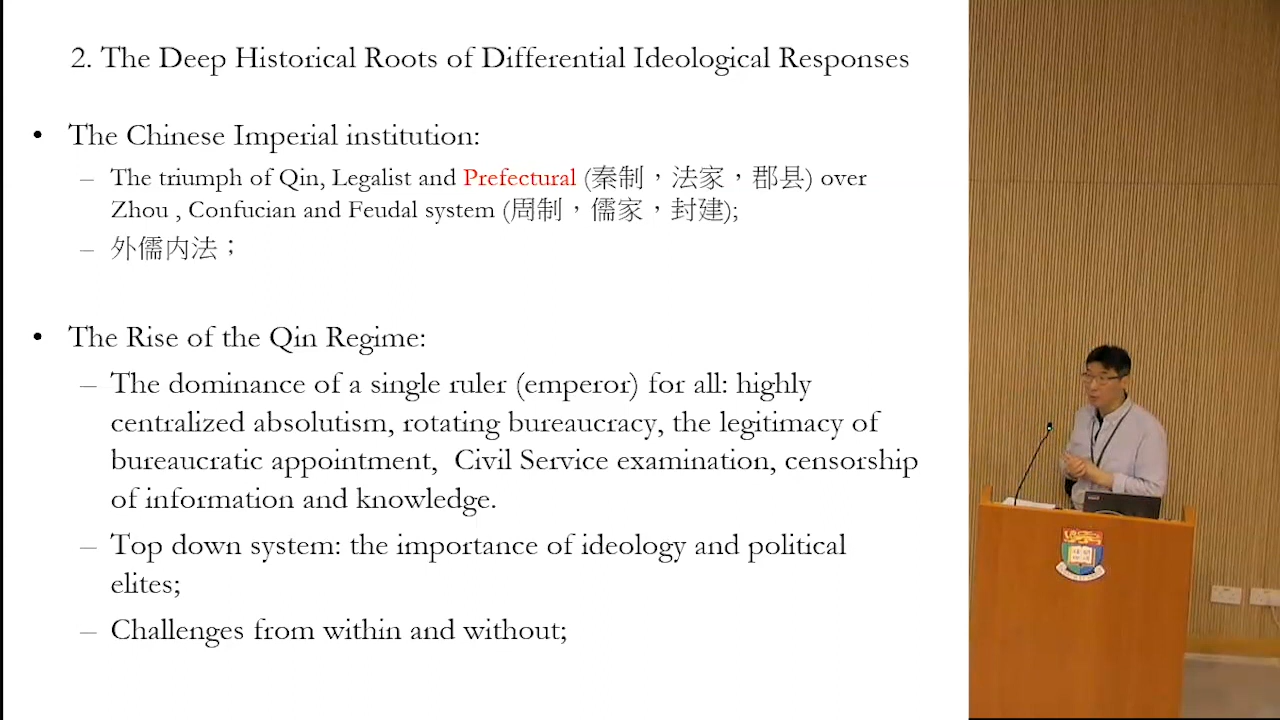 2. The Deep Historical Roots of Differential Ideological Responses
• The Chinese Imperial institution:
– The triumph of Qin, Legalist and Prefectural (秦制，法家，郡县) over
Zhou , Confucian and Feudal system (周制，儒家，封建);
– 外儒内法；
• The Rise of the Qin Regime:
– The dominance of a single ruler (emperor) for all: highly
centralized absolutism, rotating bureaucracy, the legitimacy of
bureaucratic appointment, Civil Service examination, censorship
of information and knowledge.
– Top down system: the importance of ideology and political
elites;
– Challenges from within and without;